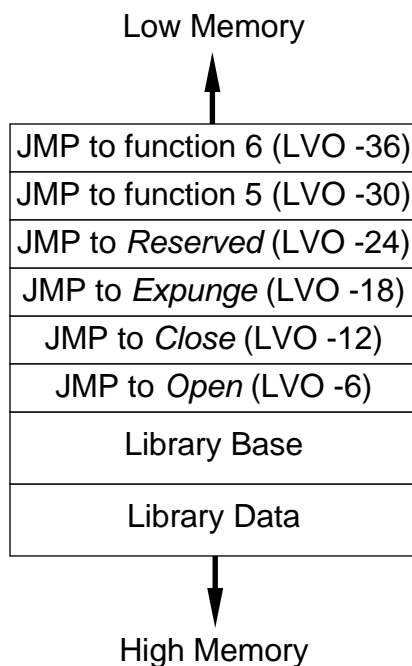 Low Memory
JMP to function 6 (LVO -36)
JMP to function 5 (LVO -30)
JMP to Reserved (LVO -24)
JMP to Expunge (LVO -18)
JMP to Close (LVO -12)
JMP to Open (LVO -6)
Library Base
Library Data
High Memory